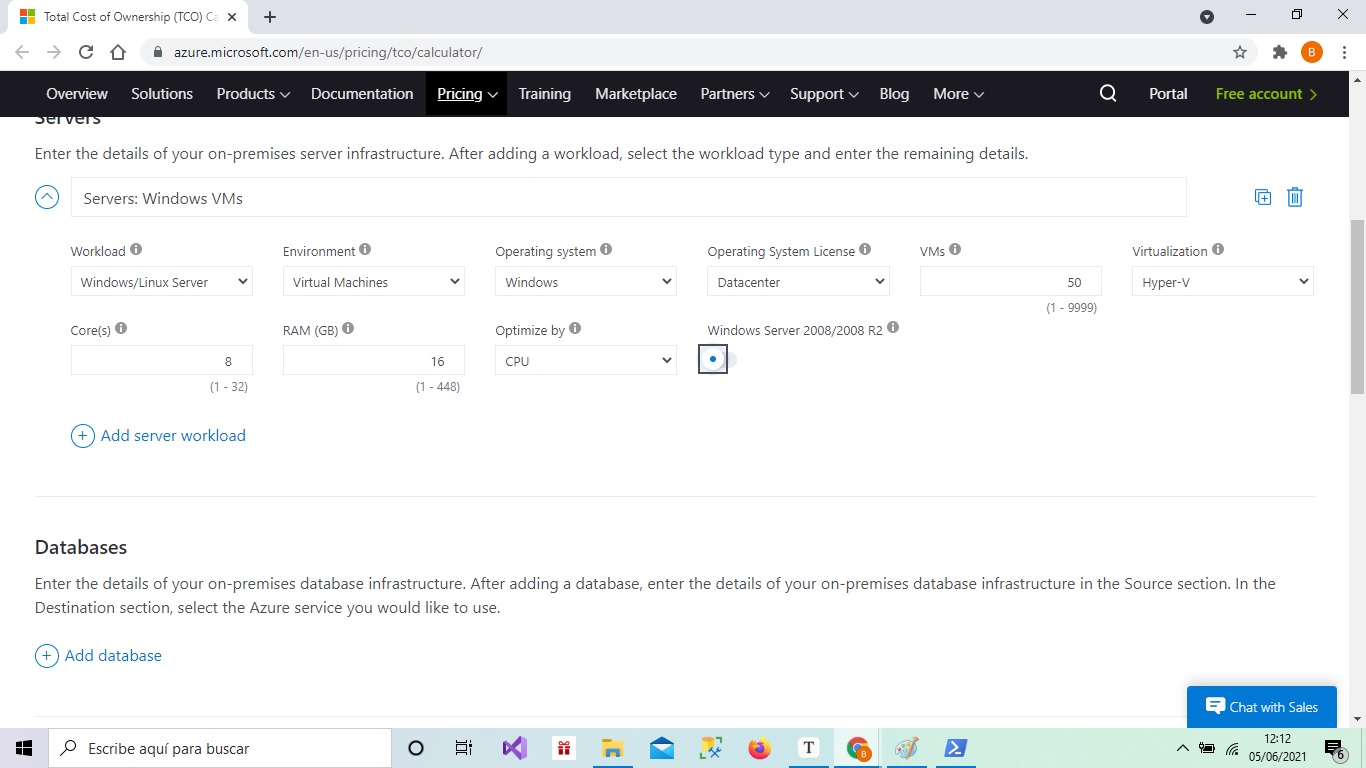 Total Cost of Ownership (TCO) Ca
azure.microsoft.com/en-us/pricing/tco/calculator/
B
Overview Solutions Products Documentation Pricing Training Marketplace Partners Support Blog More Portal Free account
Servers
Enter the details of your on-premises server infrastructure. After adding a workload, select the workload type and enter the remaining details.
Servers: Windows VMs
Workload Environment Operating system Operating System License VMs Virtualization
Windows/Linux Server Virtual Machines Windows Datacenter 50 Hyper-V
(1 - 9999)
Core(s) RAM (GB) Optimize by Windows Server 2008/2008 R2
8 16 CPU
(1 - 32) (1 - 448)
Add server workload
Databases
Enter the details of your on-premises database infrastructure. After adding a database, enter the details of your on-premises database infrastructure in the Source section. In the
Destination section, select the Azure service you would like to use.
Add database
Chat with Sales
Escribe aquí para buscar
T
B
12:12
05/06/2021
6